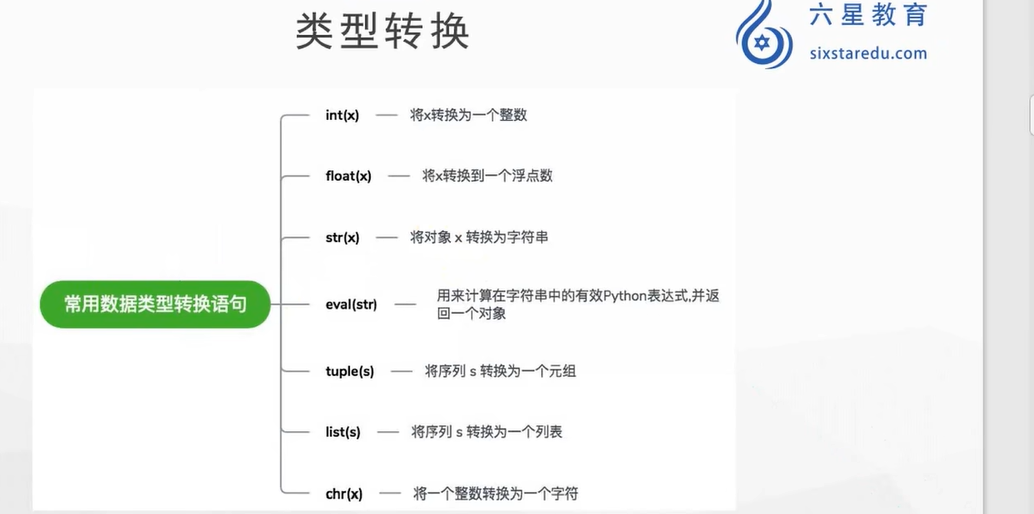 类型转换
六星教育
sixstaredu.com
int(x) 将x转换为一个整数
float(x) 将x转换到一个浮点数
str(x) 将对象 x 转换为字符串
常用数据类型转换语句
eval(str) 用来计算在字符串中的有效Python表达式,并返
回一个对象
tuple(s) 将序列 s 转换为一个元组
list(s) 将序列 s 转换为一个列表
chr(x) 将一个整数转换为一个字符